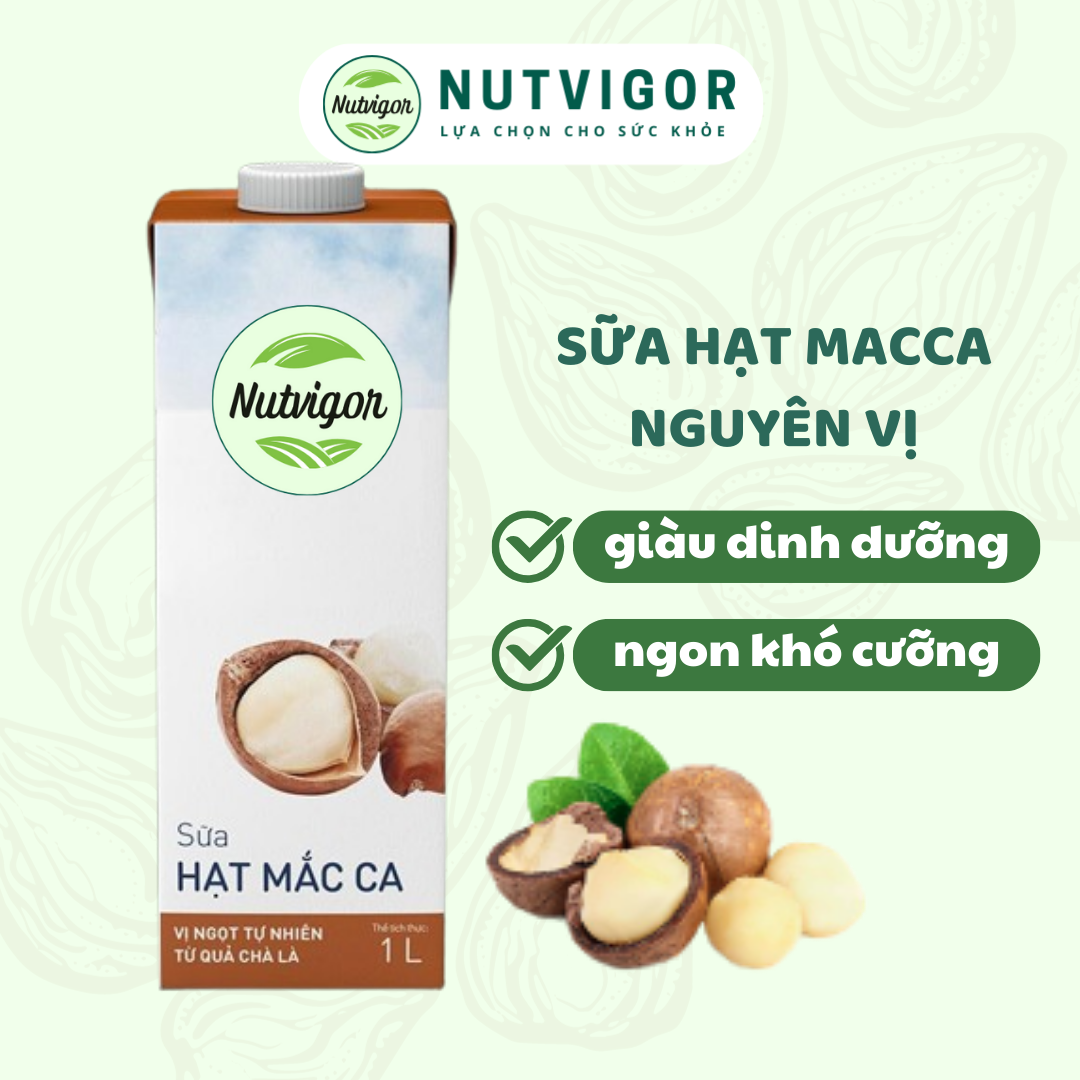 Nutvigor
NUTVIGOR
LỰA CHỌN CHO SỨC KHỎE
Nutvigor
SỮA HẠT MACCA
NGUYÊN VỊ
giàu dinh dưỡng
ngon khó cưỡng
Sữa
HẠT MẮC CA
VỊ NGỌT TỰ NHIÊN
TỪ QUẢ CHÀ LÀ
Thể tích thực:
1 L